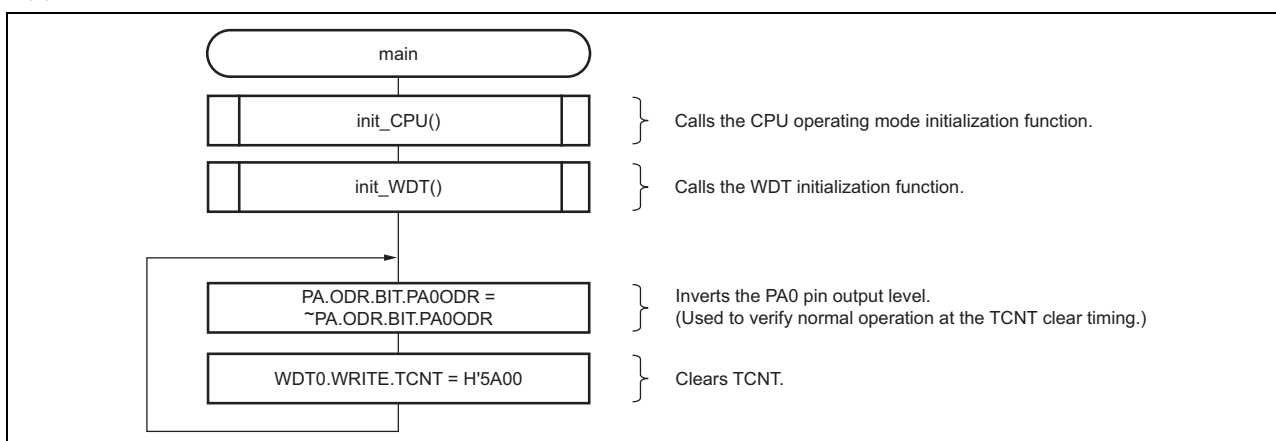 main
init_CPU()
Calls the CPU operating mode initialization function.
init_WDT()
Calls the WDT initialization function.
PA.ODR.BIT.PA0ODR =
~PA.ODR.BIT.PA0ODR
Inverts the PA0 pin output level.
(Used to verify normal operation at the TCNT clear timing.)
WDT0.WRITE.TCNT = H'5A00
Clears TCNT.